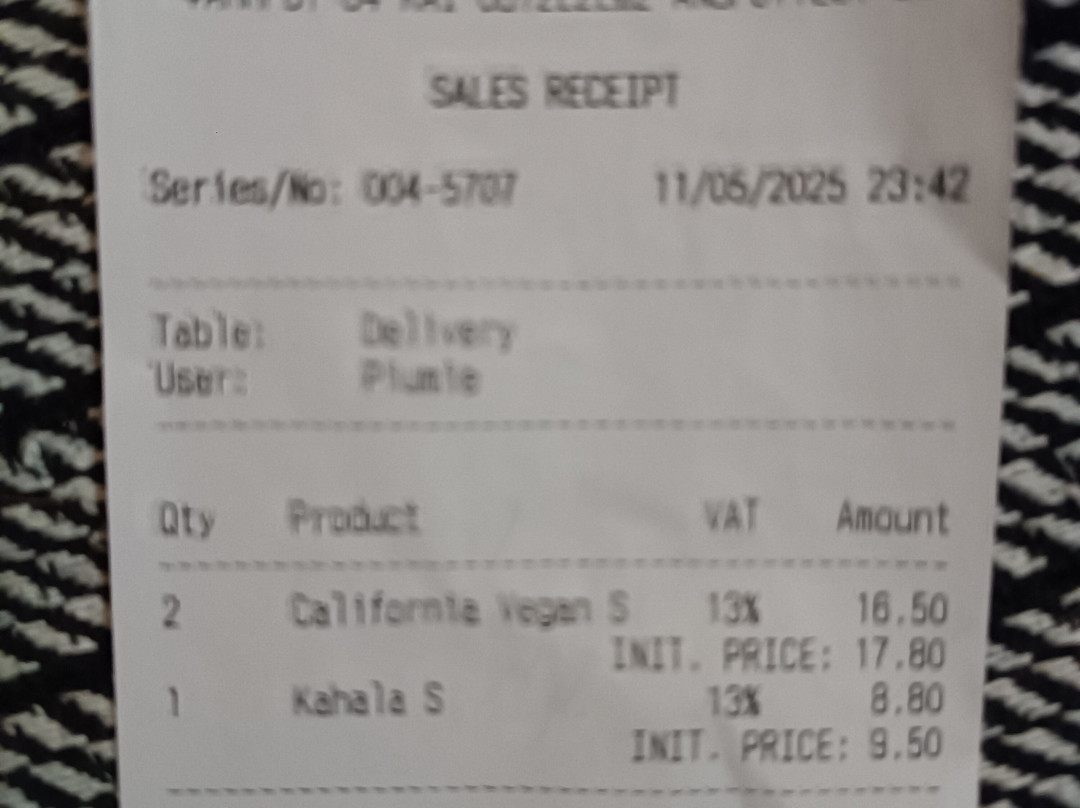 SALES RECEIPT
Series/No: 004-5707 11/05/2025 23:42
Table: Delivery
User: Plumie
Qty Product VAT Amount
2 California Vegan S 13% 16.50
INIT. PRICE: 17.80
1 Kahala S 13% 8.80
INIT. PRICE: 9.50